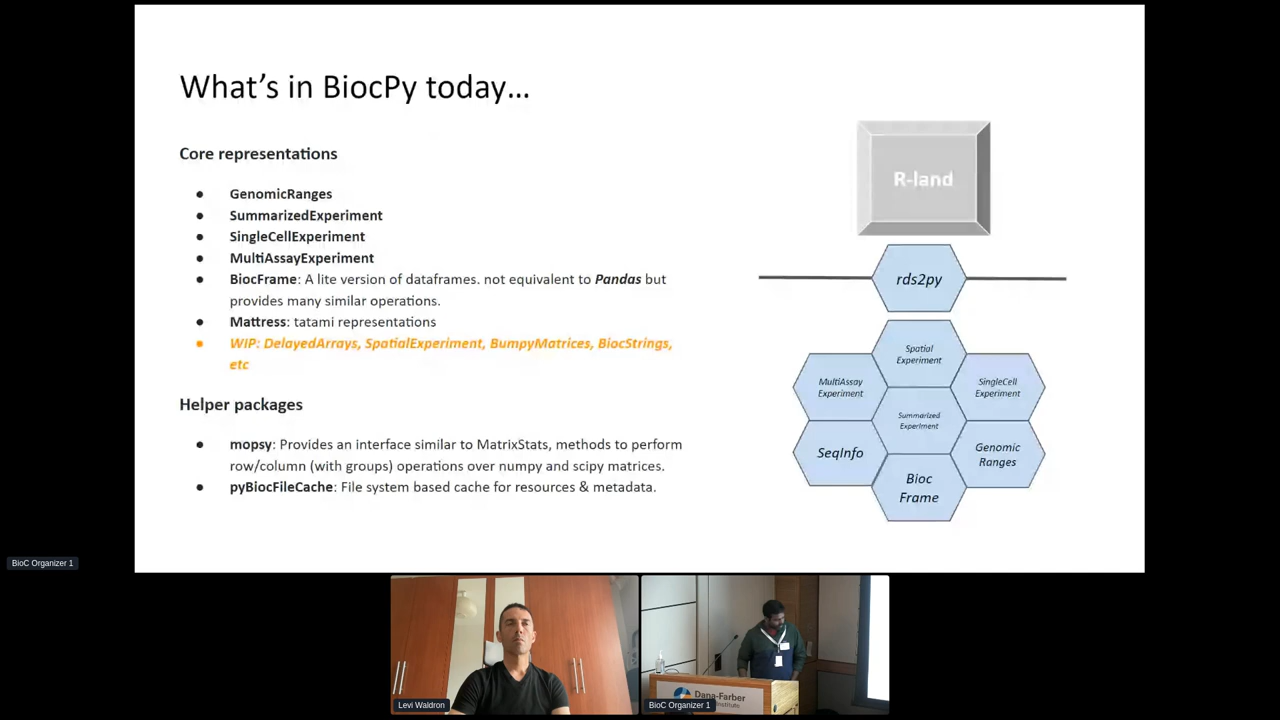 What's in BiocPy today...
Core representations
● GenomicRanges
● SummarizedExperiment
● SingleCellExperiment
● MultiAssayExperiment
● BiocFrame: A lite version of dataframes. not equivalent to Pandas but
provides many similar operations.
● Mattress: tatami representations
● WIP: DelayedArrays, SpatialExperiment, BumpyMatrices, BiocStrings,
etc
Helper packages
● mopsy: Provides an interface similar to MatrixStats, methods to perform
row/column (with groups) operations over numpy and scipy matrices.
● pyBiocFileCache: File system based cache for resources & metadata.
R-land
rds2py
Spatial
Experiment
MultiAssay
Experiment
SingleCell
Experiment
Summarized
Experiment
SeqInfo
Genomic
Ranges
Bioc
Frame
BioC Organizer 1
Dana-Farber
Institute
Levi Waldron
BioC Organizer 1